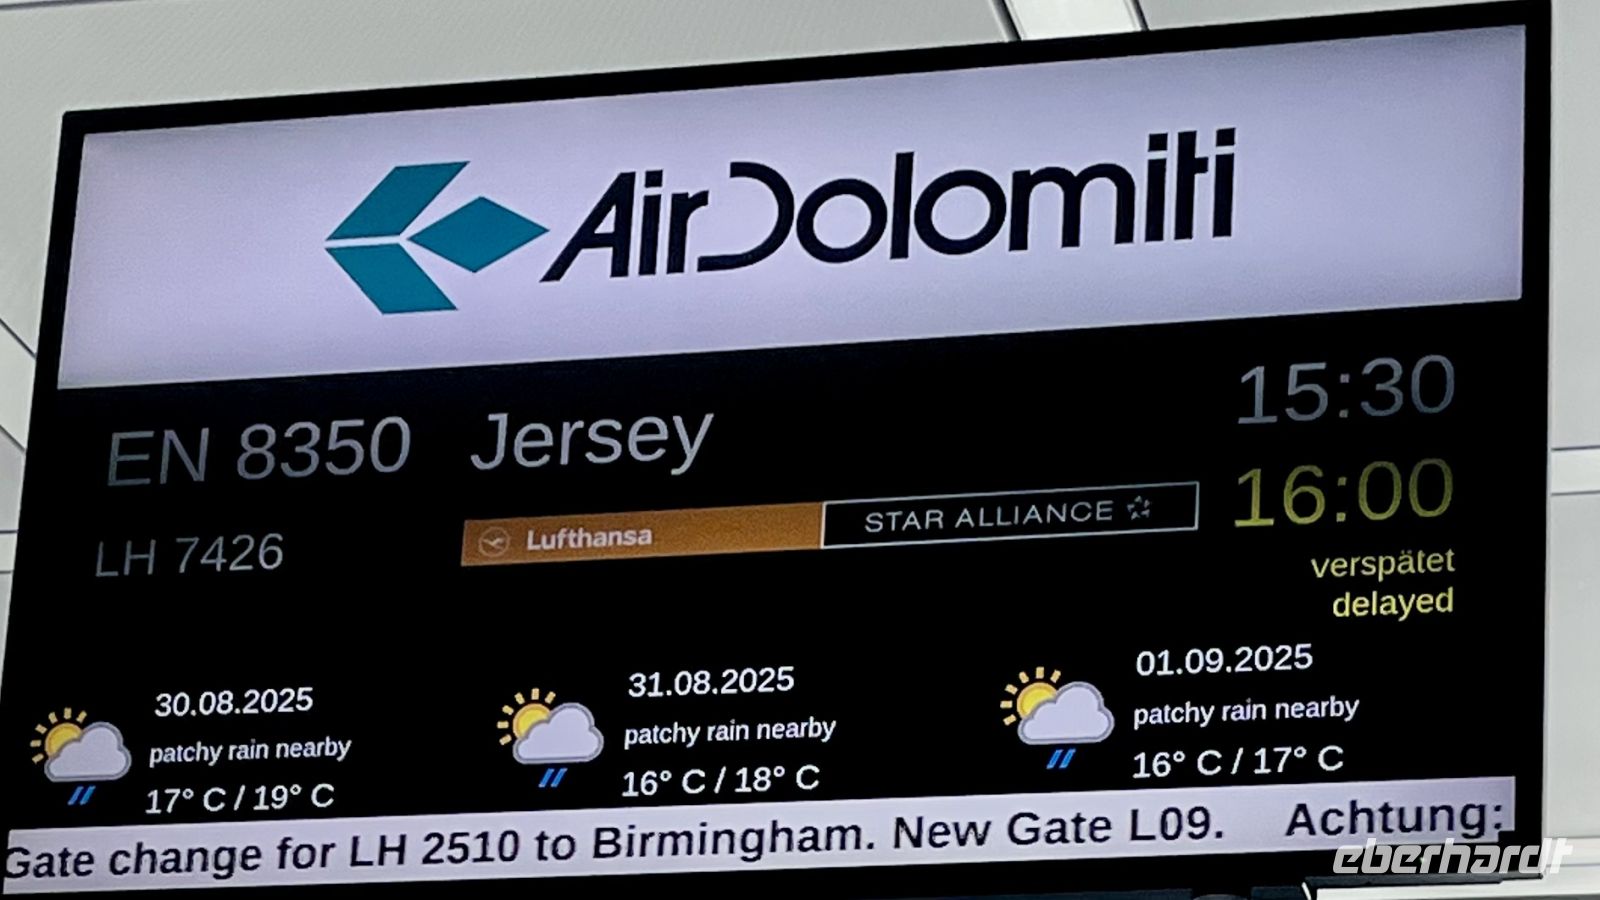 AirDolomiti
EN 8350 Jersey 15:30
16:00
LH 7426 Lufthansa STAR ALLIANCE
verspätet
delayed
30.08.2025
patchy rain nearby
17° C / 19° C
31.08.2025
patchy rain nearby
16° C / 18° C
01.09.2025
patchy rain nearby
16° C / 17° C
Gate change for LH 2510 to Birmingham. New Gate L09. Achtung:
eberhardt